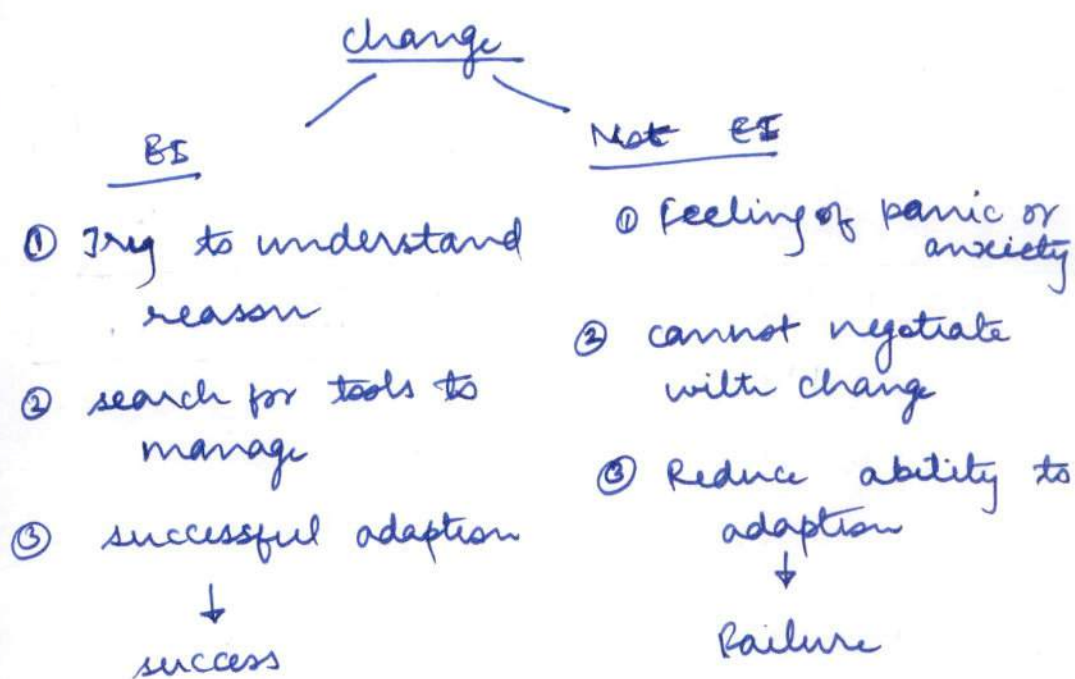 change
EI
① Try to understand
reason
② search for tools to
manage
③ successful adaption
↓
success
Not EI
① Feeling of panic or
anxiety
② cannot negotiate
with change
③ Reduce ability to
adaption
↓
Failure